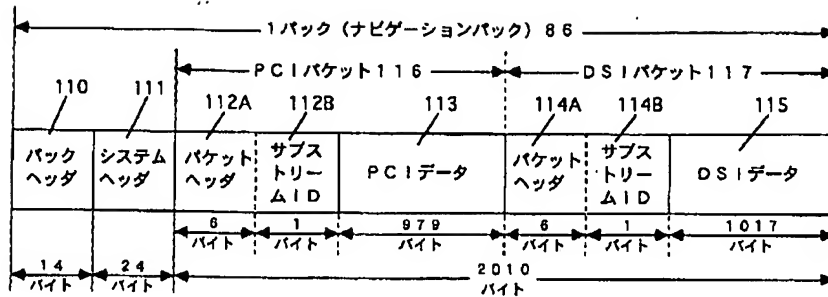 1パック(ナビゲーションパック)86
PCIパケット116
DSIパケット117
110
111
112A
112B
113
114A
114B
115
パック
ヘッダ
システム
ヘッダ
パケット
ヘッダ
サブス
トリー
ムID
PCIデータ
パケット
ヘッダ
サブス
トリー
ムID
DSIデータ
6
バイト
1
バイト
979
バイト
6
バイト
1
バイト
1017
バイト
14
バイト
24
バイト
2010
バイト